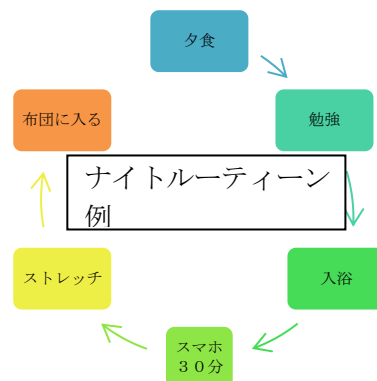 夕食
勉強
入浴
スマホ
３０分
ストレッチ
布団に入る
ナイトルーティーン
例